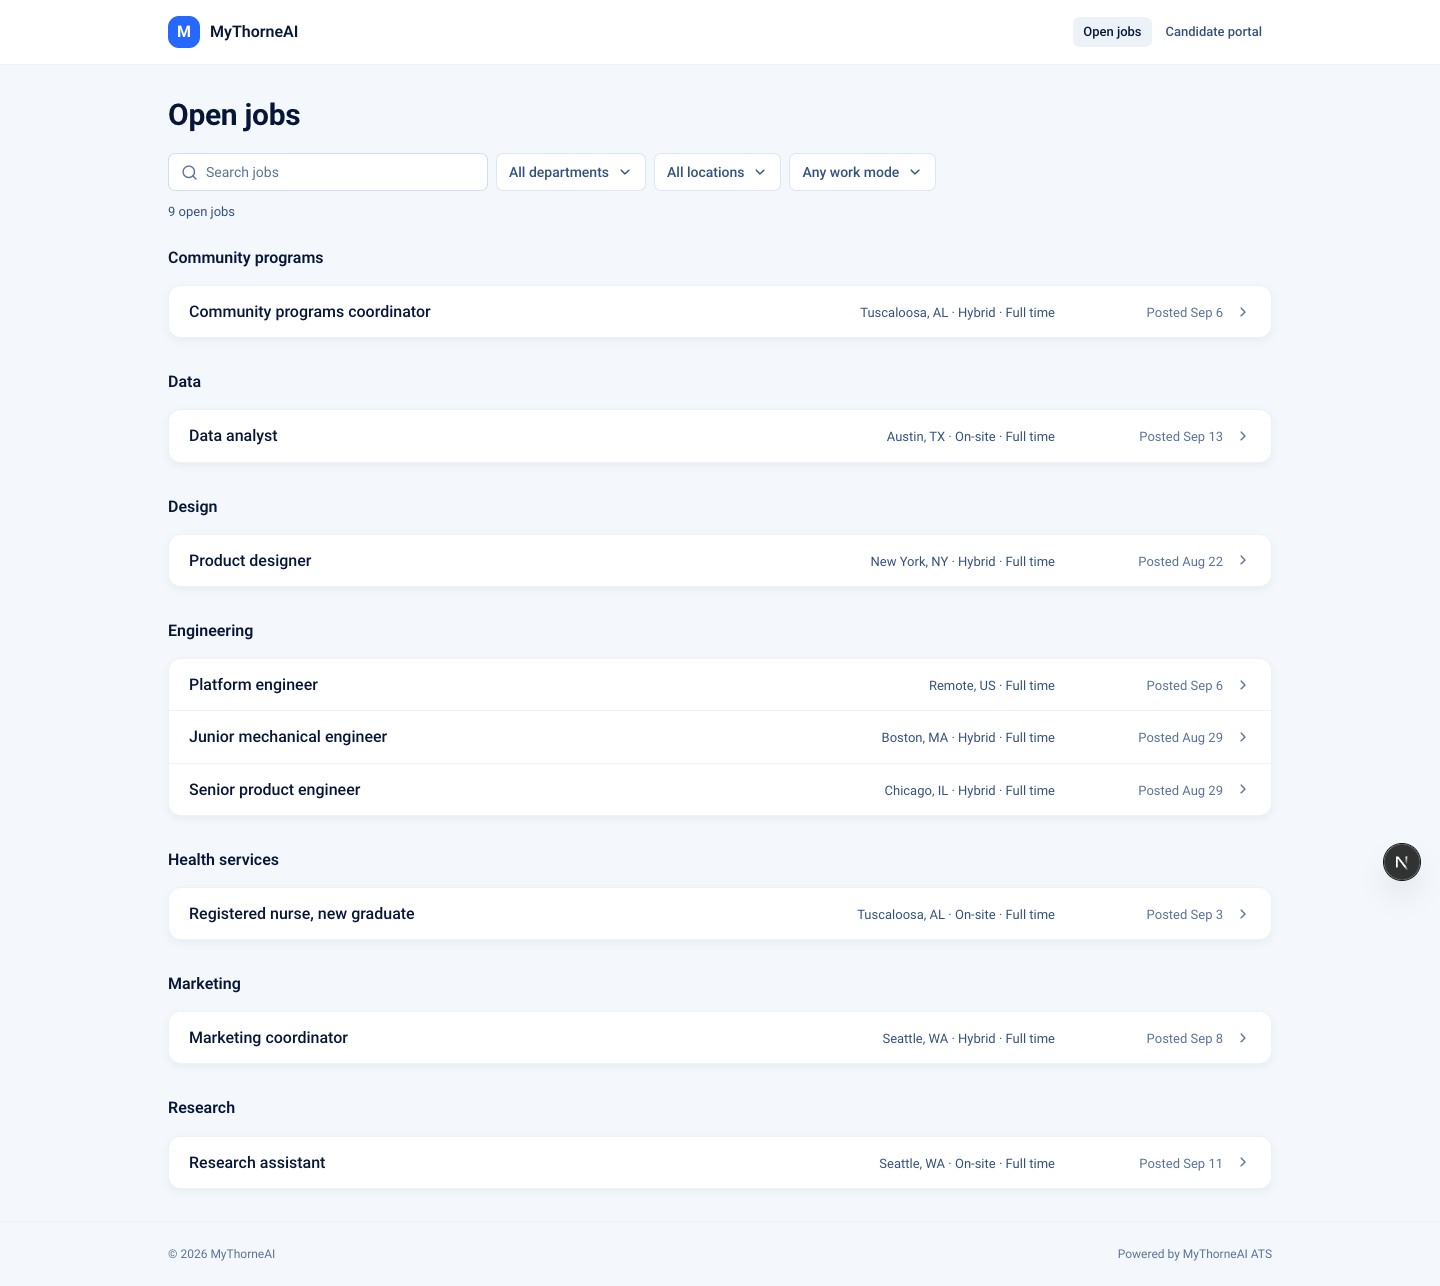 M MyThorneAI
Open jobs Candidate portal
Open jobs
Search jobs All departments All locations Any work mode
9 open jobs
Community programs
Community programs coordinator Tuscaloosa, AL · Hybrid · Full time Posted Sep 6
Data
Data analyst Austin, TX · On-site · Full time Posted Sep 13
Design
Product designer New York, NY · Hybrid · Full time Posted Aug 22
Engineering
Platform engineer Remote, US · Full time Posted Sep 6
Junior mechanical engineer Boston, MA · Hybrid · Full time Posted Aug 29
Senior product engineer Chicago, IL · Hybrid · Full time Posted Aug 29
Health services
N
Registered nurse, new graduate Tuscaloosa, AL · On-site · Full time Posted Sep 3
Marketing
Marketing coordinator Seattle, WA · Hybrid · Full time Posted Sep 8
Research
Research assistant Seattle, WA · On-site · Full time Posted Sep 11
© 2026 MyThorneAI Powered by MyThorneAI ATS